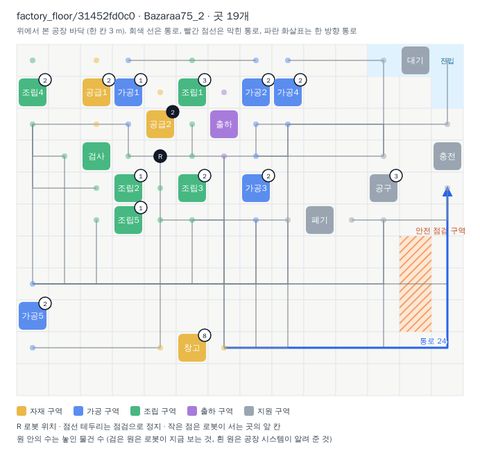 factory_floor/31452fd0c0 · Bazaraa75_2 · 곳 19개
위에서 본 공장 바닥 (한 칸 3 m). 회색 선은 통로, 빨간 점선은 막힌 통로, 파란 화살표는 한 방향 통로
대기
진입
조립4 2
공급1 2
가공1 1
조립1 3
가공2 2
가공4 2
공급2 2
출하
검사
R
충전
조립2 1
조립3 2
가공3 2
공구 3
조립5 1
폐기
안전 점검 구역
가공5 2
창고 8
통로 24
자재 구역
가공 구역
조립 구역
출하 구역
지원 구역
R 로봇 위치 · 점선 테두리는 점검으로 정지 · 작은 점은 로봇이 서는 곳의 앞 칸
원 안의 수는 놓인 물건 수 (검은 원은 로봇이 지금 보는 것, 흰 원은 공장 시스템이 알려 준 것)